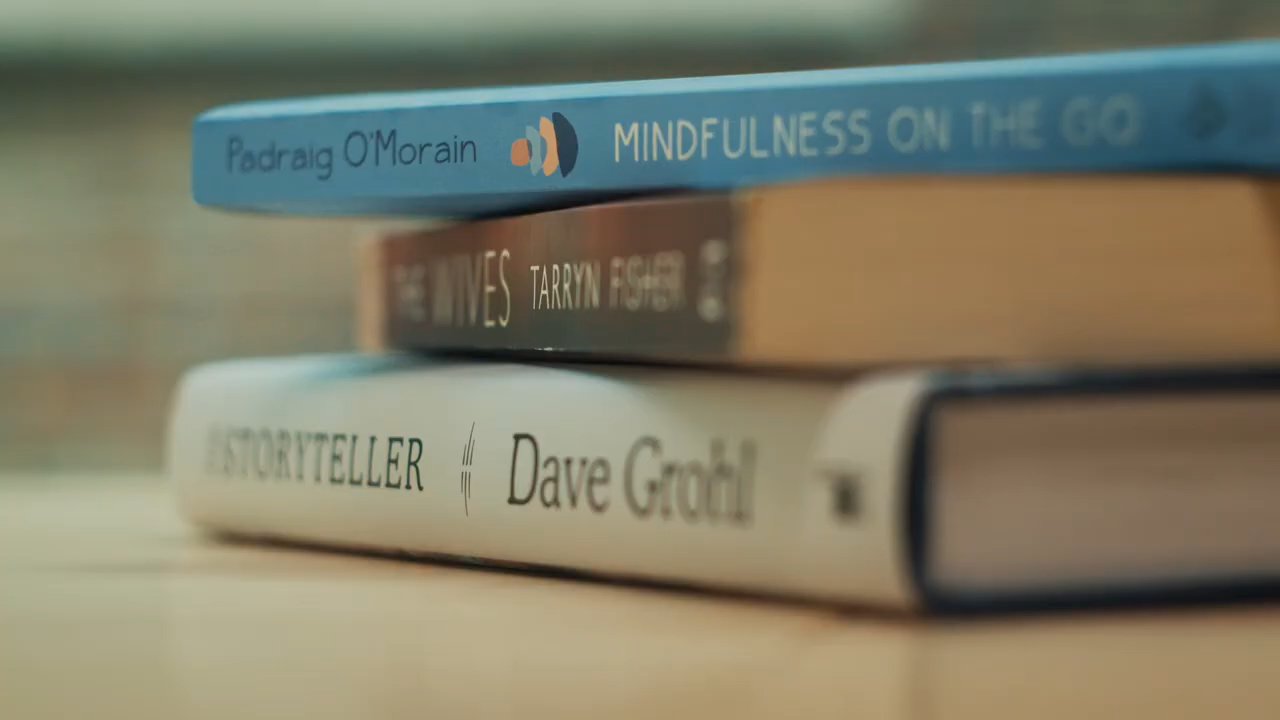 Padraig O'Morain MINDFULNESS ON THE GO
THE WIVES TARRYN FISHER
STORYTELLER Dave Grohl